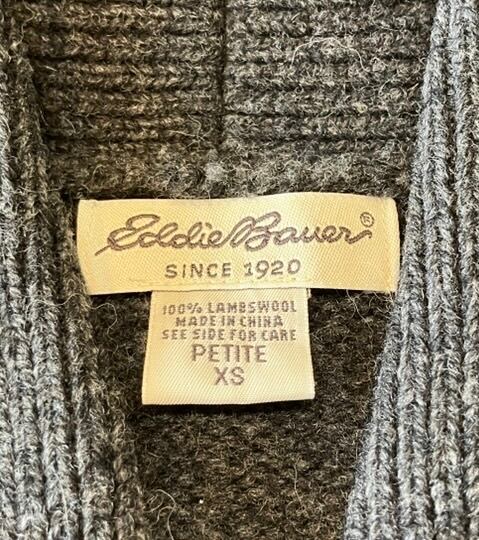 Eddie Bauer®
SINCE 1920
100% LAMBSWOOL
MADE IN CHINA
SEE SIDE FOR CARE
PETITE
XS